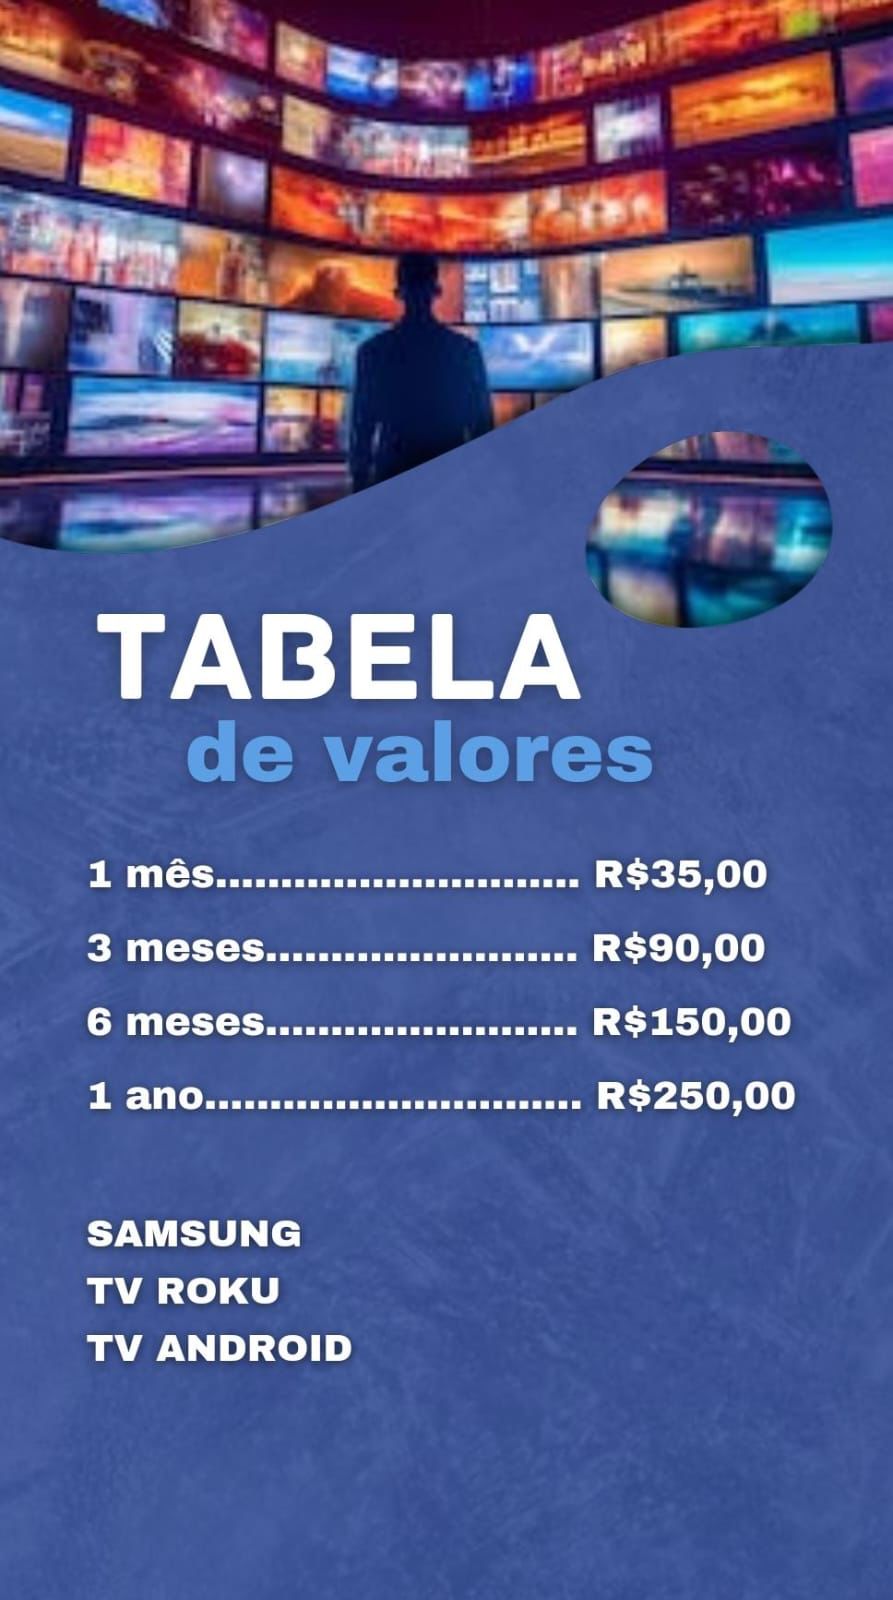 TABELA
de valores
1 mês............................ R$35,00
3 meses........................ R$90,00
6 meses........................ R$150,00
1 ano............................. R$250,00
SAMSUNG
TV ROKU
TV ANDROID